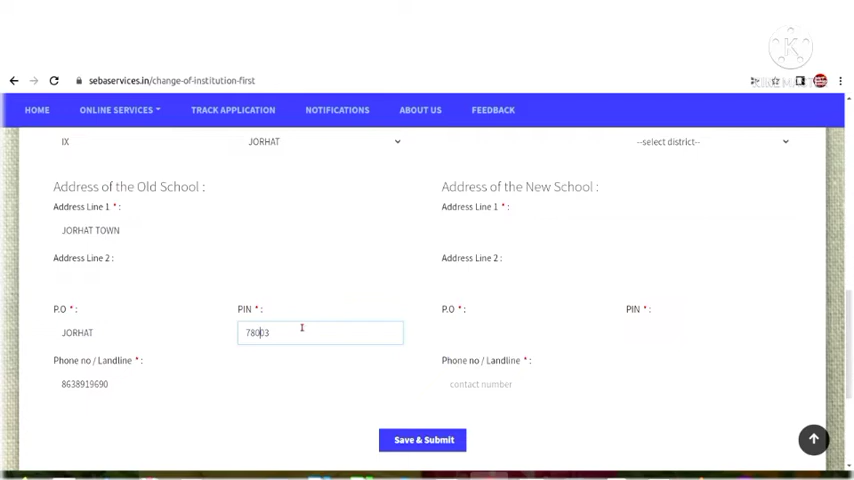 sebaservices.in/change-of-institution-first
HOME ONLINE SERVICES TRACK APPLICATION NOTIFICATIONS ABOUT US FEEDBACK
IX JORHAT --select district--
Address of the Old School : Address of the New School :
Address Line 1 * : Address Line 1 * :
JORHAT TOWN
Address Line 2 : Address Line 2 :
P.O * : PIN * : P.O * : PIN * :
JORHAT 78003
Phone no / Landline * : Phone no / Landline * :
8638919690 contact number
Save & Submit